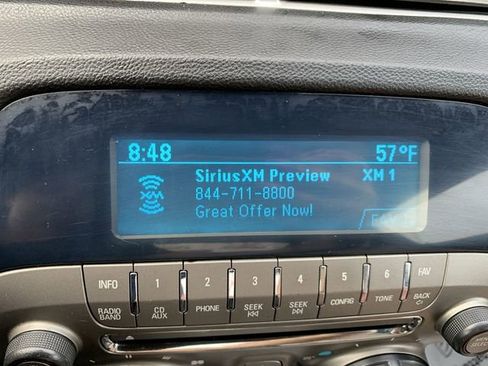 8:48 57°F
SiriusXM Preview XM 1
XM
844-711-8800
Great Offer Now!
INFO 1 2 3 4 5 6 FAV
RADIO BAND CD AUX PHONE SEEK SEEK CONFIG TONE BACK